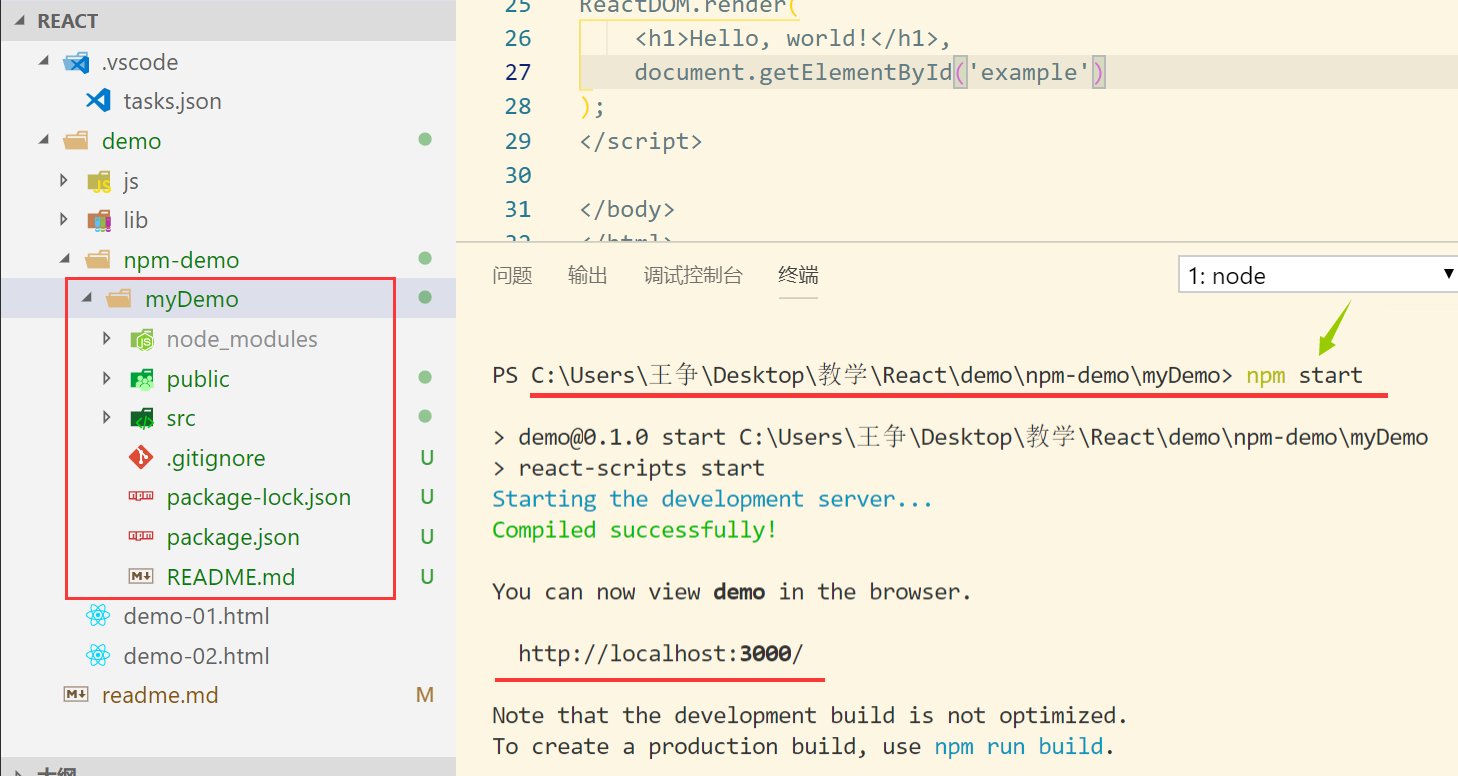 REACT
.vscode
tasks.json
demo
js
lib
npm-demo
myDemo
node_modules
public
src
.gitignore U
package-lock.json U
package.json U
README.md U
demo-01.html
demo-02.html
readme.md M
大纲
25 ReactDOM.render(
26 <h1>Hello, world!</h1>,
27 document.getElementById('example')
28 );
29 </script>
30
31 </body>
32 </html>
问题 输出 调试控制台 终端 1: node
PS C:\Users\王争\Desktop\教学\React\demo\npm-demo\myDemo> npm start
> demo@0.1.0 start C:\Users\王争\Desktop\教学\React\demo\npm-demo\myDemo
> react-scripts start
Starting the development server...
Compiled successfully!
You can now view demo in the browser.
http://localhost:3000/
Note that the development build is not optimized.
To create a production build, use npm run build.